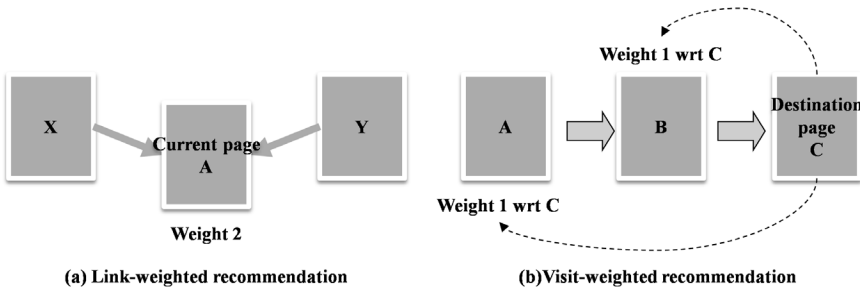 X
Current page
A
Weight 2
Y
(a) Link-weighted recommendation
Weight 1 wrt C
A
B
Destination
page
C
Weight 1 wrt C
(b)Visit-weighted recommendation